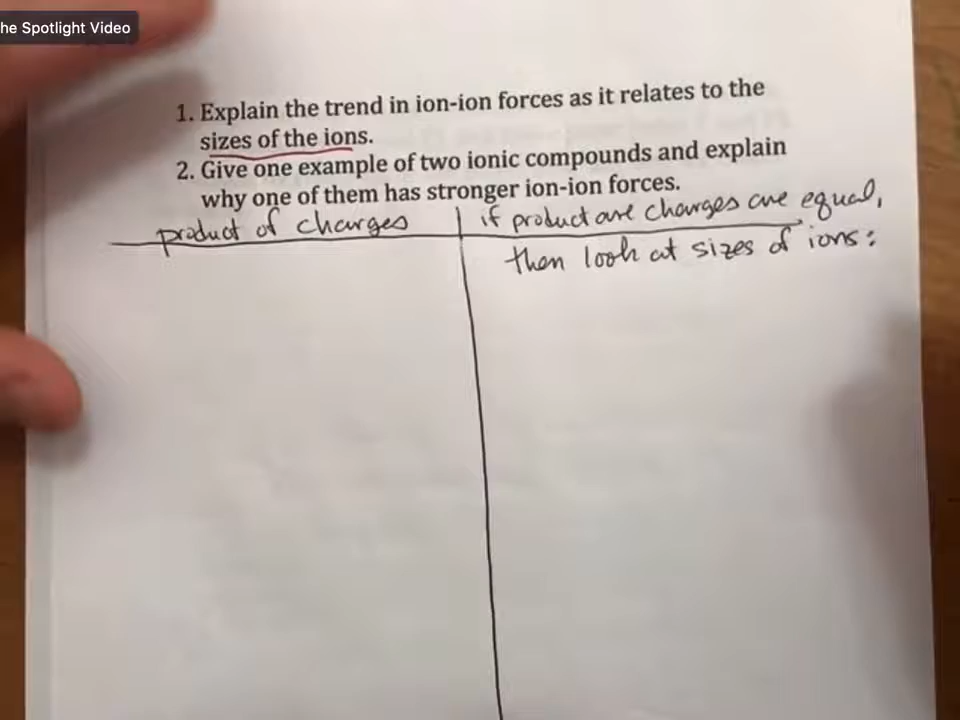 he Spotlight Video
1. Explain the trend in ion-ion forces as it relates to the
sizes of the ions.
2. Give one example of two ionic compounds and explain
why one of them has stronger ion-ion forces.
product of charges
if product are charges are equal,
then look at sizes of ions: